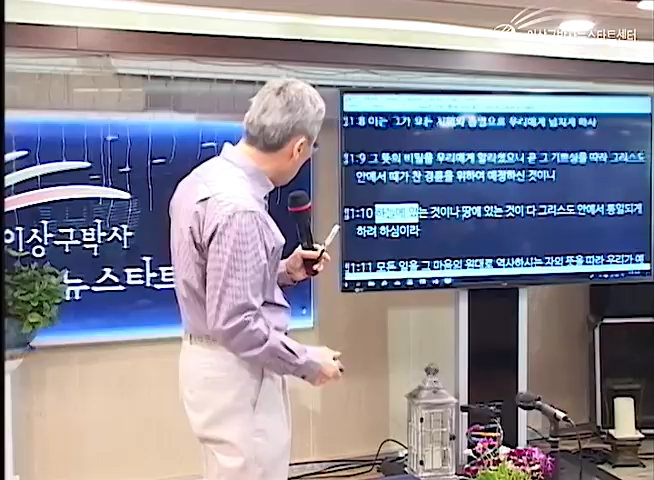 이상구박사뉴스타트센터
1:8 이는 그가 모든 지혜와 총명으로 우리에게 넘치게 하사
1:9 그 뜻의 비밀을 우리에게 알리셨으니 곧 그 기쁘심을 따라 그리스도
안에서 때가 찬 경륜을 위하여 예정하신 것이니
1:10 하늘에 있는 것이나 땅에 있는 것이 다 그리스도 안에서 통일되게
하려 하심이라
1:11 모든 일을 그 마음의 원대로 역사하시는 자의 뜻을 따라 우리가 예
이상구박사
뉴스타트